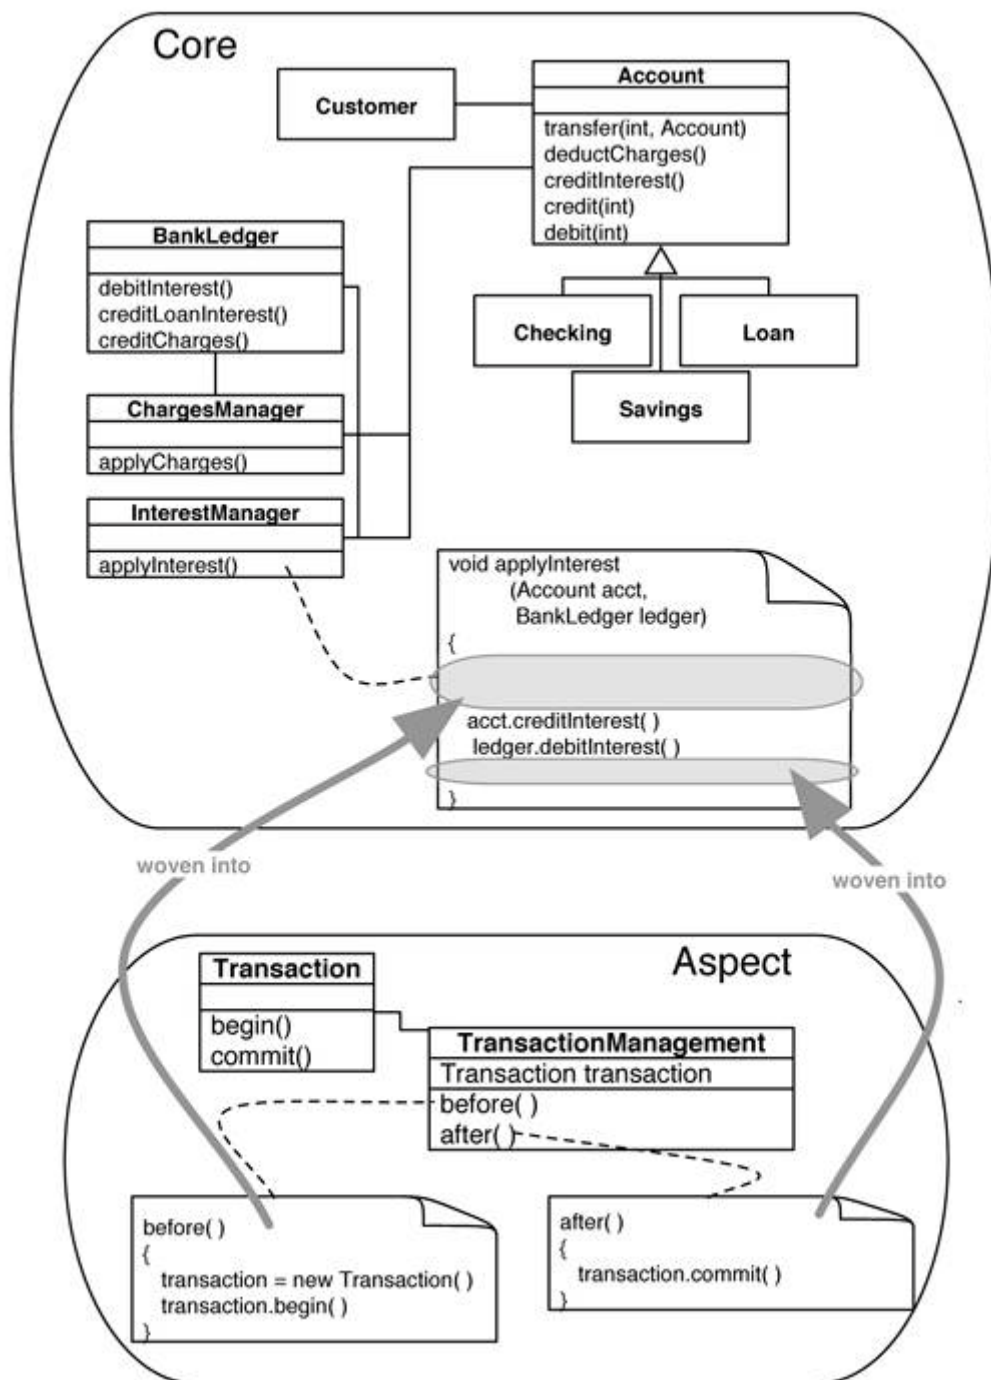 Core
Customer
Account
transfer(int, Account)
deductCharges()
creditInterest()
credit(int)
debit(int)
BankLedger
debitInterest()
creditLoanInterest()
creditCharges()
Checking
Loan
Savings
ChargesManager
applyCharges()
InterestManager
applyInterest()
void applyInterest
(Account acct,
BankLedger ledger)
{
acct.creditInterest( )
ledger.debitInterest( )
}
woven into
woven into
Aspect
Transaction
begin()
commit()
TransactionManagement
Transaction transaction
before( )
after( )
before( )
{
transaction = new Transaction( )
transaction.begin( )
}
after( )
{
transaction.commit( )
}